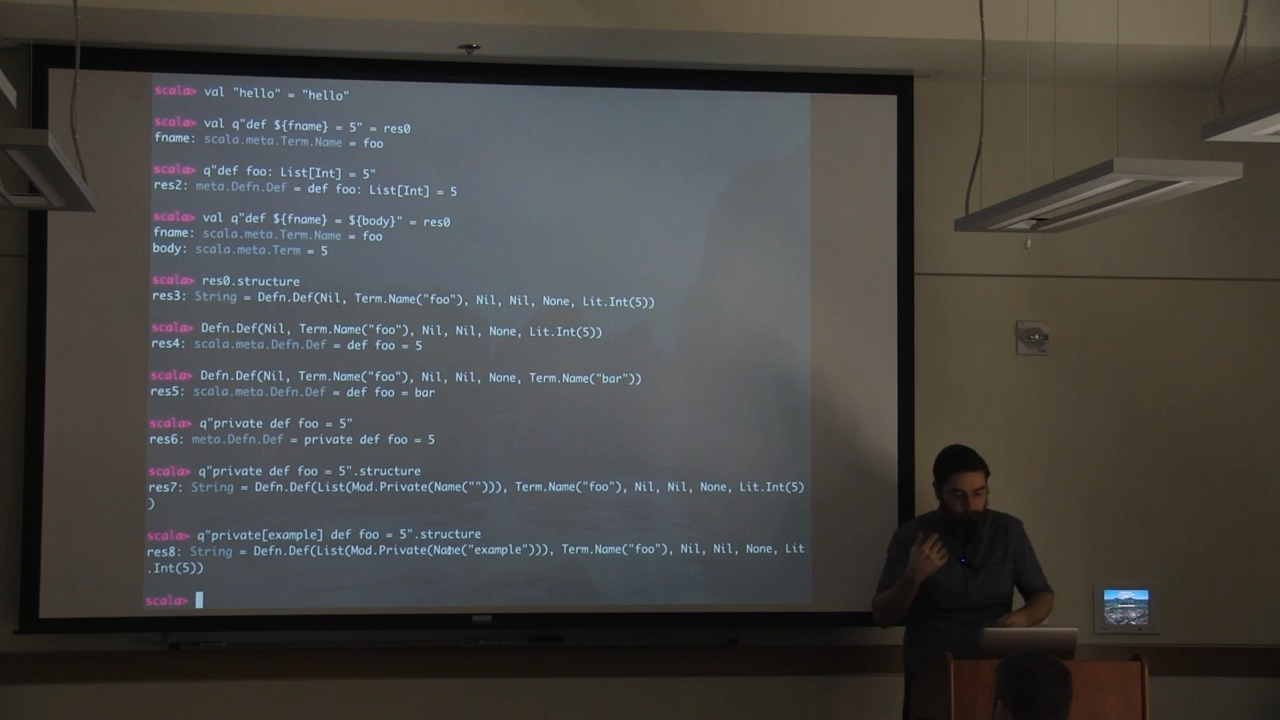 scala> val "hello" = "hello"
scala> val q"def ${fname} = 5" = res0
fname: scala.meta.Term.Name = foo
scala> q"def foo: List[Int] = 5"
res2: meta.Defn.Def = def foo: List[Int] = 5
scala> val q"def ${fname} = ${body}" = res0
fname: scala.meta.Term.Name = foo
body: scala.meta.Term = 5
scala> res0.structure
res3: String = Defn.Def(Nil, Term.Name("foo"), Nil, Nil, None, Lit.Int(5))
scala> Defn.Def(Nil, Term.Name("foo"), Nil, Nil, None, Lit.Int(5))
res4: scala.meta.Defn.Def = def foo = 5
scala> Defn.Def(Nil, Term.Name("foo"), Nil, Nil, None, Term.Name("bar"))
res5: scala.meta.Defn.Def = def foo = bar
scala> q"private def foo = 5"
res6: meta.Defn.Def = private def foo = 5
scala> q"private def foo = 5".structure
res7: String = Defn.Def(List(Mod.Private(Name(""))), Term.Name("foo"), Nil, Nil, None, Lit.Int(5)
)
scala> q"private[example] def foo = 5".structure
res8: String = Defn.Def(List(Mod.Private(Name("example"))), Term.Name("foo"), Nil, Nil, None, Lit
.Int(5))
scala>